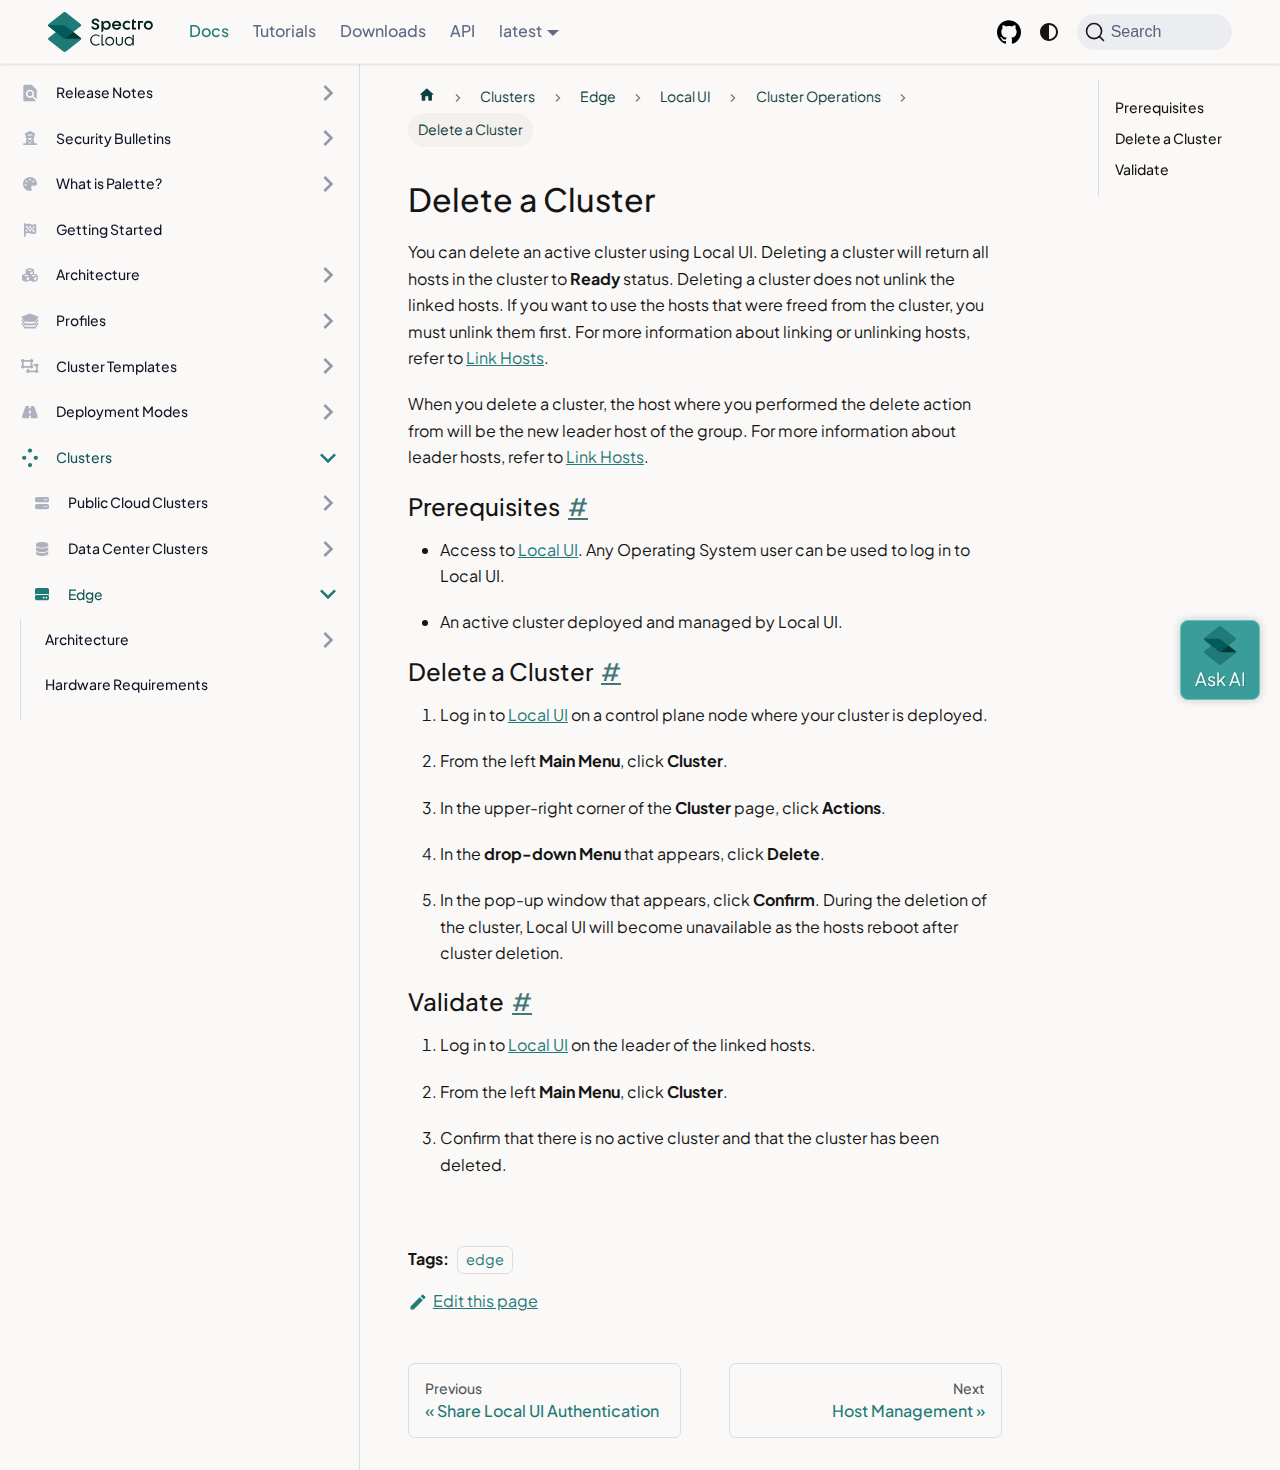 Spectro
Cloud
Docs
Tutorials
Downloads
API
latest
Search
Release Notes
Security Bulletins
What is Palette?
Getting Started
Architecture
Profiles
Cluster Templates
Deployment Modes
Clusters
Public Cloud Clusters
Data Center Clusters
Edge
Architecture
Hardware Requirements
Clusters
Edge
Local UI
Cluster Operations
Delete a Cluster
Delete a Cluster
You can delete an active cluster using Local UI. Deleting a cluster will return all
hosts in the cluster to Ready status. Deleting a cluster does not unlink the
linked hosts. If you want to use the hosts that were freed from the cluster, you
must unlink them first. For more information about linking or unlinking hosts,
refer to Link Hosts.
When you delete a cluster, the host where you performed the delete action
from will be the new leader host of the group. For more information about
leader hosts, refer to Link Hosts.
Prerequisites #
Access to Local UI. Any Operating System user can be used to log in to
Local UI.
An active cluster deployed and managed by Local UI.
Delete a Cluster #
1. Log in to Local UI on a control plane node where your cluster is deployed.
2. From the left Main Menu, click Cluster.
3. In the upper-right corner of the Cluster page, click Actions.
4. In the drop-down Menu that appears, click Delete.
5. In the pop-up window that appears, click Confirm. During the deletion of
the cluster, Local UI will become unavailable as the hosts reboot after
cluster deletion.
Validate #
1. Log in to Local UI on the leader of the linked hosts.
2. From the left Main Menu, click Cluster.
3. Confirm that there is no active cluster and that the cluster has been
deleted.
Tags: edge
Edit this page
Previous
« Share Local UI Authentication
Next
Host Management »
Prerequisites
Delete a Cluster
Validate
Ask AI